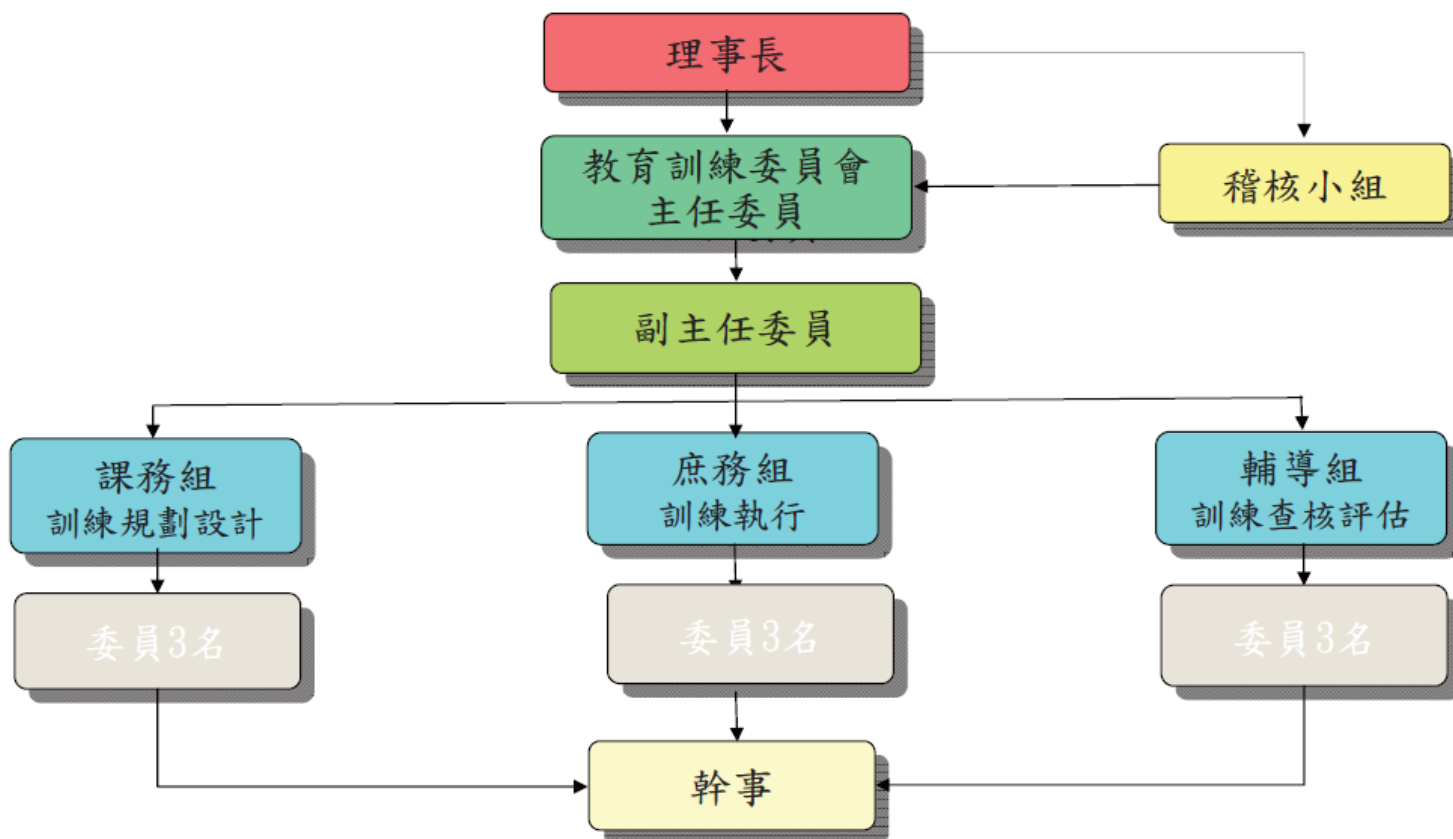 理事長
教育訓練委員會
主任委員
稽核小組
副主任委員
課務組
訓練規劃設計
庶務組
訓練執行
輔導組
訓練查核評估
委員3名
委員3名
委員3名
幹事